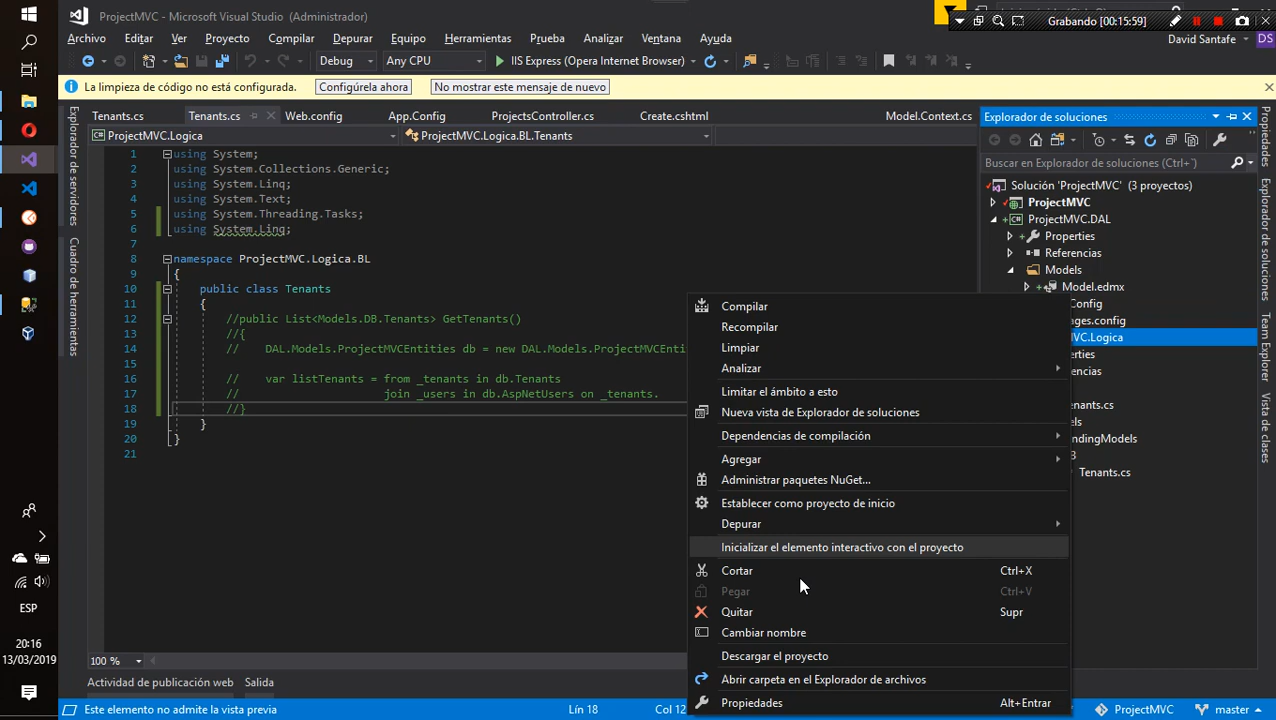 ProjectMVC - Microsoft Visual Studio (Administrador)
Grabando [00:15:59]
Archivo Editar Ver Proyecto Compilar Depurar Equipo Herramientas Prueba Analizar Ventana Ayuda
David Santafe DS
Debug Any CPU IIS Express (Opera Internet Browser)
La limpieza de código no está configurada. Configúrela ahora No mostrar este mensaje de nuevo
Tenants.cs Tenants.cs Web.config App.Config ProjectsController.cs Create.cshtml Model.Context.cs
ProjectMVC.Logica ProjectMVC.Logica.BL.Tenants
1 using System;
2 using System.Collections.Generic;
3 using System.Linq;
4 using System.Text;
5 using System.Threading.Tasks;
6 using System.Linq;
7
8 namespace ProjectMVC.Logica.BL
9 {
10 public class Tenants
11 {
12 //public List<Models.DB.Tenants> GetTenants()
13 //{
14 // DAL.Models.ProjectMVCEntities db = new DAL.Models.ProjectMVCEnti
15
16 // var listTenants = from _tenants in db.Tenants
17 // join _users in db.AspNetUsers on _tenants.
18 //}
19 }
20 }
21
Explorador de servidores
Cuadro de herramientas
Compilar
Recompilar
Limpiar
Analizar
Limitar el ámbito a esto
Nueva vista de Explorador de soluciones
Dependencias de compilación
Agregar
Administrar paquetes NuGet...
Establecer como proyecto de inicio
Depurar
Inicializar el elemento interactivo con el proyecto
Cortar Ctrl+X
Pegar Ctrl+V
Quitar Supr
Cambiar nombre
Descargar el proyecto
Abrir carpeta en el Explorador de archivos
Propiedades Alt+Entrar
Explorador de soluciones
Buscar en Explorador de soluciones (Ctrl+¨)
Solución 'ProjectMVC' (3 proyectos)
ProjectMVC
ProjectMVC.DAL
Properties
Referencias
Models
Model.edmx
Config
ages.config
VC.Logica
erties
encias
enants.cs
els
ndingModels
3
Tenants.cs
Propiedades
Explorador de soluciones
Team Explorer
Vista de clases
100 %
Actividad de publicación web Salida
Este elemento no admite la vista previa Lín 18 Col 12 ProjectMVC master
ESP
20:16
13/03/2019